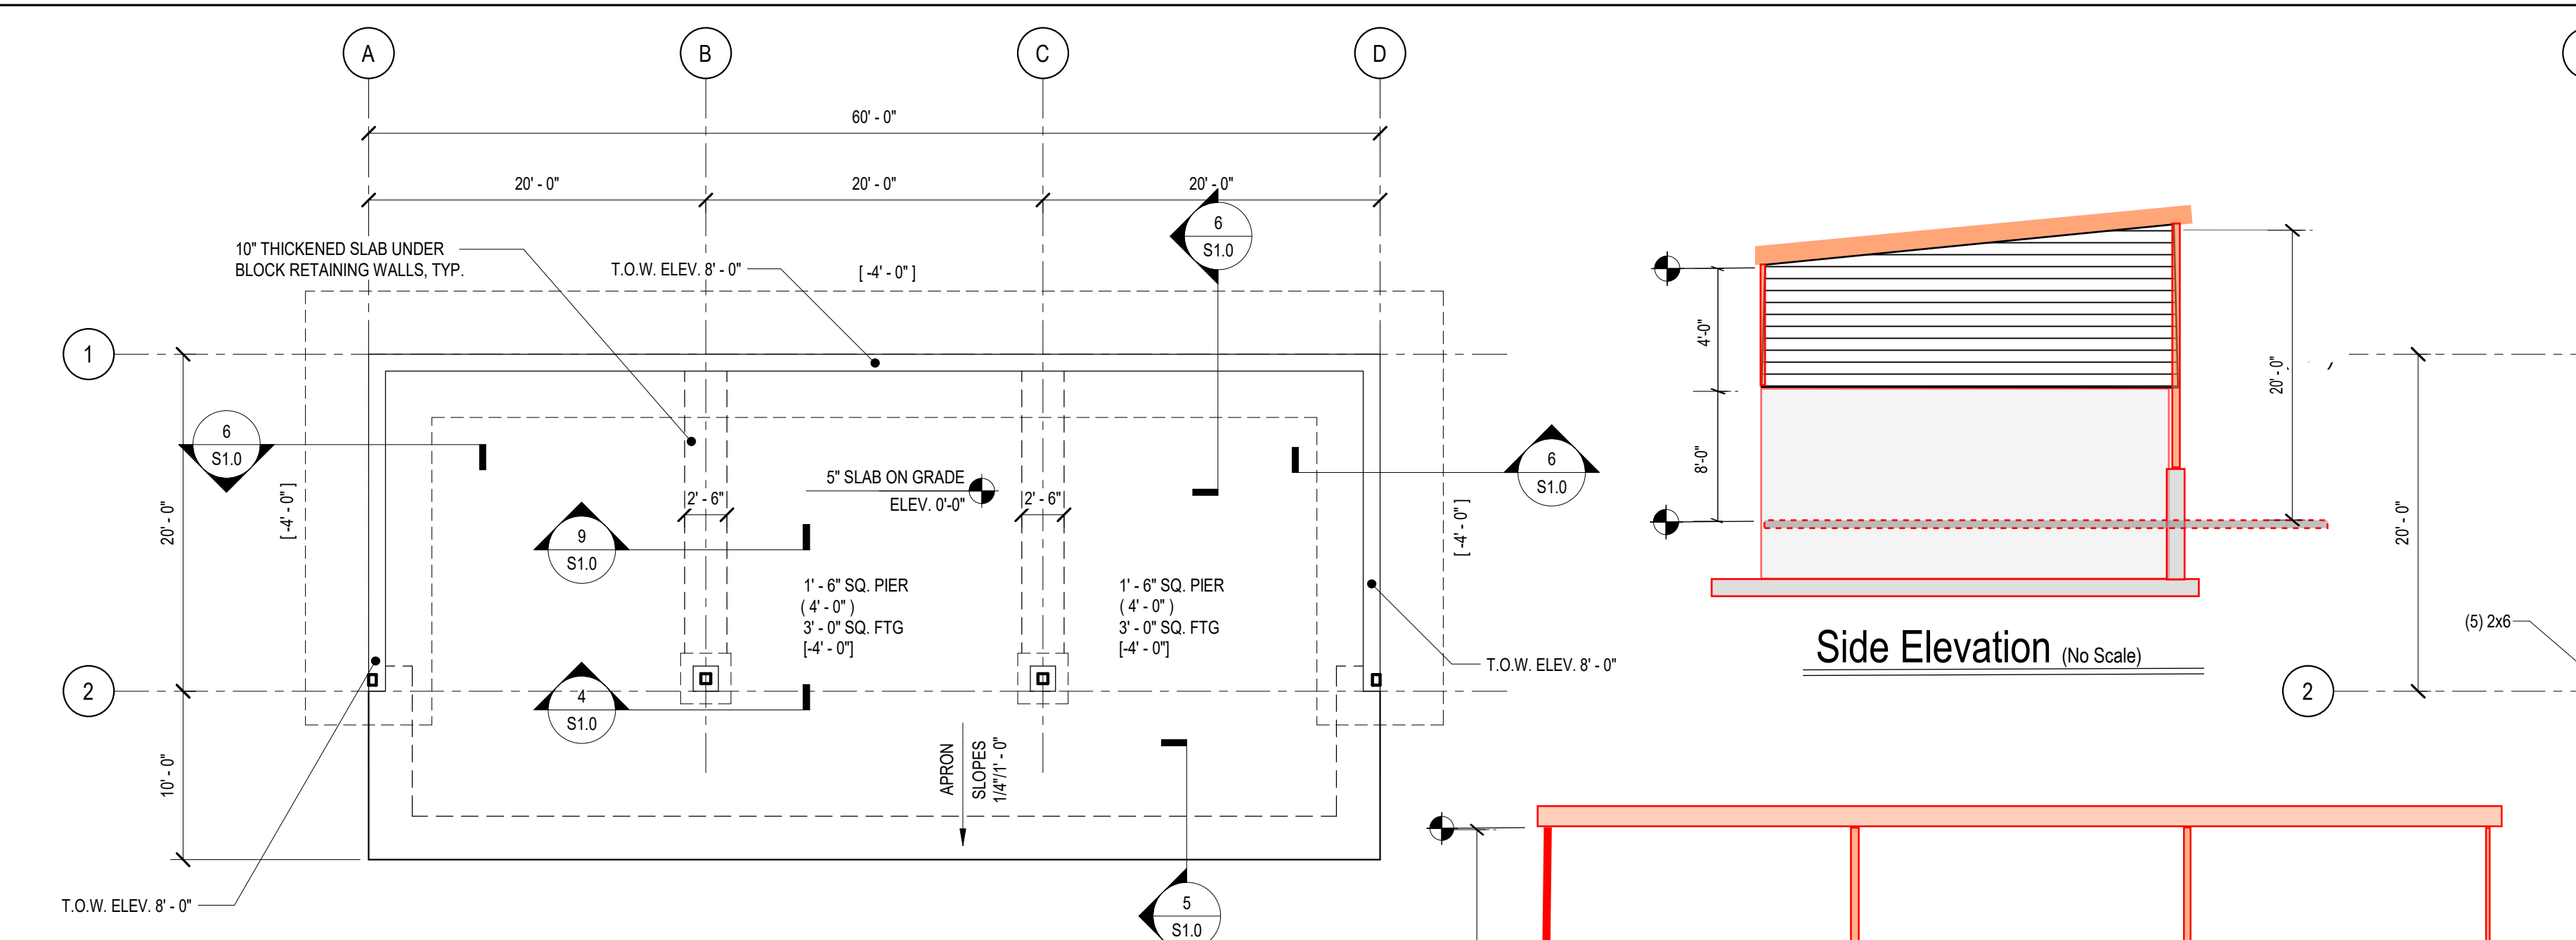 A
B
C
D
60' - 0"
20' - 0"
20' - 0"
20' - 0"
6
S1.0
10" THICKENED SLAB UNDER
BLOCK RETAINING WALLS, TYP.
T.O.W. ELEV. 8' - 0"
[ -4' - 0" ]
1
6
S1.0
[ -4' - 0" ]
20' - 0"
5" SLAB ON GRADE
ELEV. 0'-0"
2' - 6"
2' - 6"
6
S1.0
[ -4' - 0" ]
9
S1.0
1' - 6" SQ. PIER
( 4' - 0" )
3' - 0" SQ. FTG
[-4' - 0"]
1' - 6" SQ. PIER
( 4' - 0" )
3' - 0" SQ. FTG
[-4' - 0"]
T.O.W. ELEV. 8' - 0"
2
4
S1.0
10' - 0"
APRON
SLOPES
1/4"/1' - 0"
T.O.W. ELEV. 8' - 0"
5
S1.0
4'-0"
8'-0"
20' - 0"
Side Elevation (No Scale)
20' - 0"
(5) 2x6
2